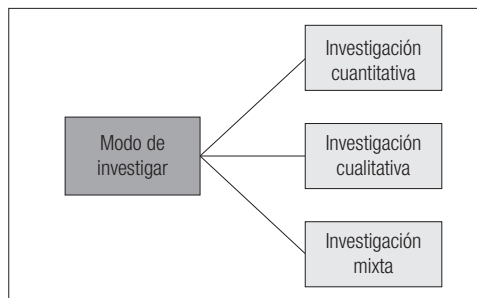 Modo de
investigar
Investigación
cuantitativa
Investigación
cualitativa
Investigación
mixta